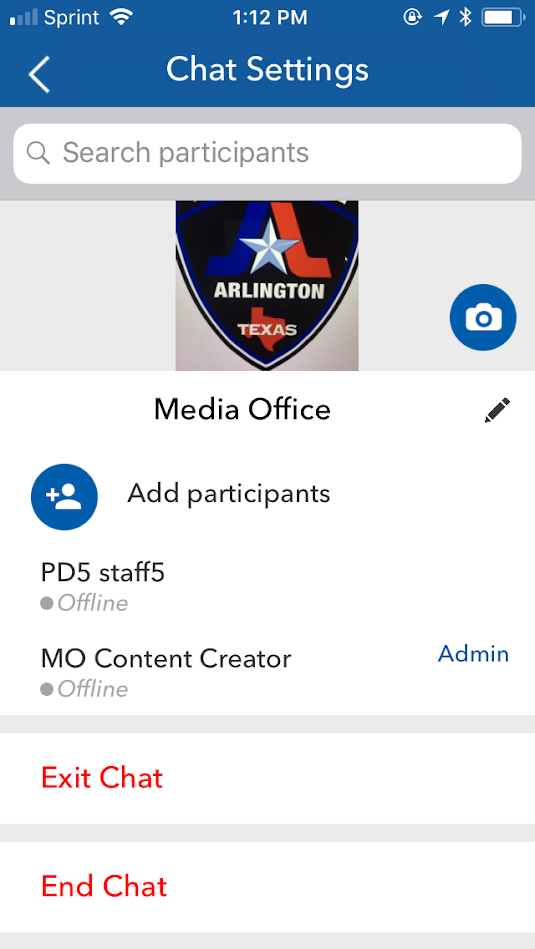 Sprint 1:12 PM
Chat Settings
Search participants
ARLINGTON
TEXAS
Media Office
Add participants
PD5 staff5
Offline
MO Content Creator Admin
Offline
Exit Chat
End Chat